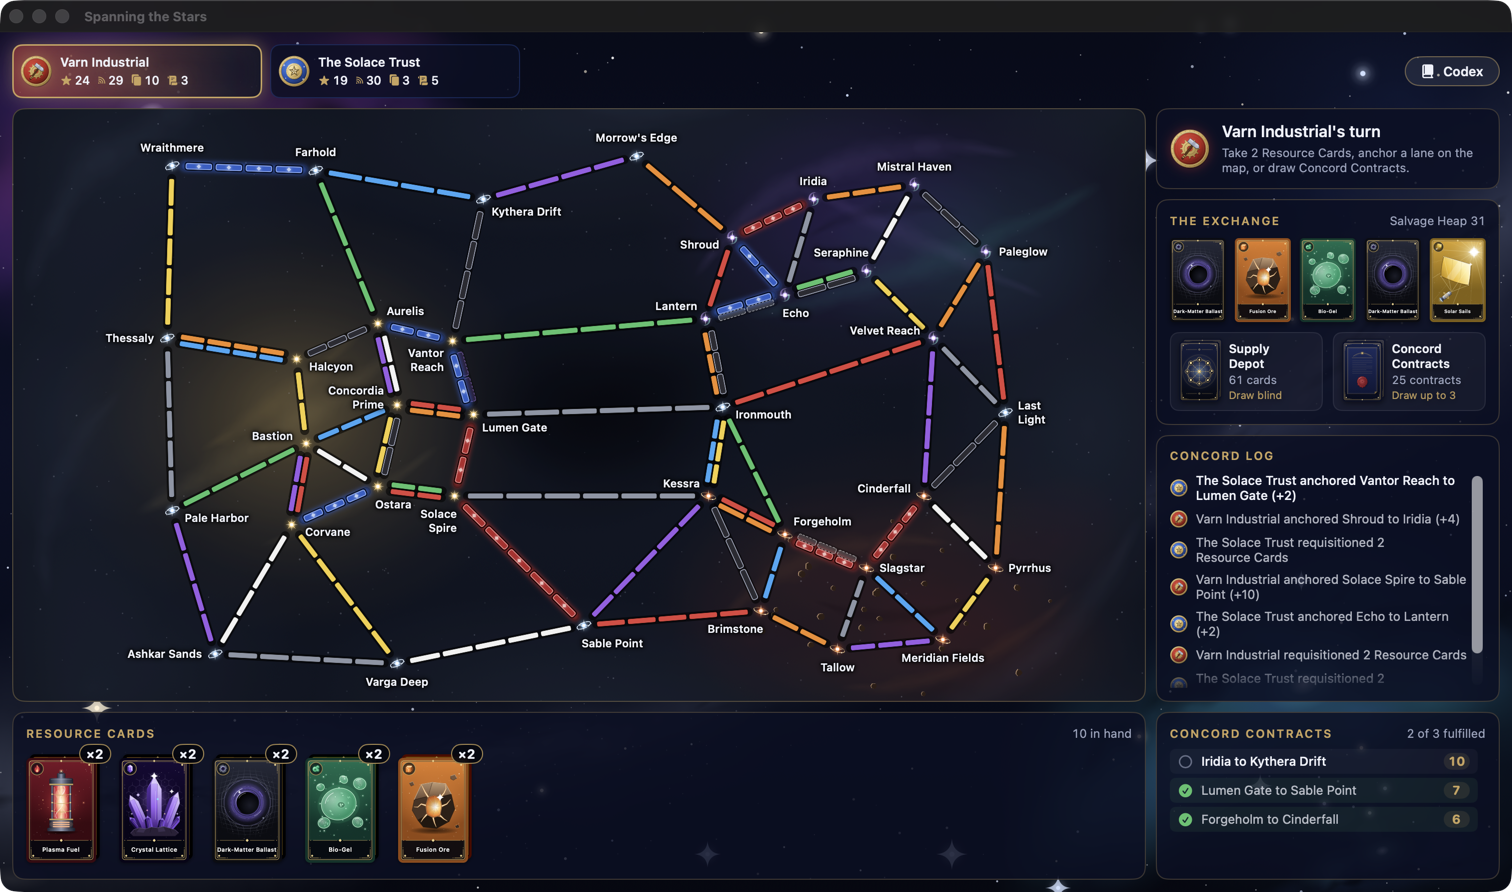 Spanning the Stars
Varn Industrial
24 29 10 3
The Solace Trust
19 30 3 5
Codex
Wraithmere
Farhold
Morrow's Edge
Kythera Drift
Iridia
Mistral Haven
Shroud
Seraphine
Paleglow
Lantern
Echo
Aurelis
Velvet Reach
Thessaly
Vantor
Reach
Halcyon
Concordia
Prime
Ironmouth
Last
Light
Lumen Gate
Bastion
Kessra
Cinderfall
Ostara
Solace
Spire
Pale Harbor
Corvane
Forgeholm
Slagstar
Pyrrhus
Brimstone
Sable Point
Ashkar Sands
Meridian Fields
Tallow
Varga Deep
Varn Industrial's turn
Take 2 Resource Cards, anchor a lane on the
map, or draw Concord Contracts.
THE EXCHANGE
Salvage Heap 31
Dark-Matter Ballast
Fusion Ore
Bio-Gel
Dark-Matter Ballast
Solar Sails
Supply
Depot
61 cards
Draw blind
Concord
Contracts
25 contracts
Draw up to 3
CONCORD LOG
The Solace Trust anchored Vantor Reach to
Lumen Gate (+2)
Varn Industrial anchored Shroud to Iridia (+4)
The Solace Trust requisitioned 2
Resource Cards
Varn Industrial anchored Solace Spire to Sable
Point (+10)
The Solace Trust anchored Echo to Lantern
(+2)
Varn Industrial requisitioned 2 Resource Cards
The Solace Trust requisitioned 2
RESOURCE CARDS
10 in hand
×2
×2
×2
×2
×2
Plasma Fuel
Crystal Lattice
Dark-Matter Ballast
Bio-Gel
Fusion Ore
CONCORD CONTRACTS
2 of 3 fulfilled
Iridia to Kythera Drift 10
Lumen Gate to Sable Point 7
Forgeholm to Cinderfall 6